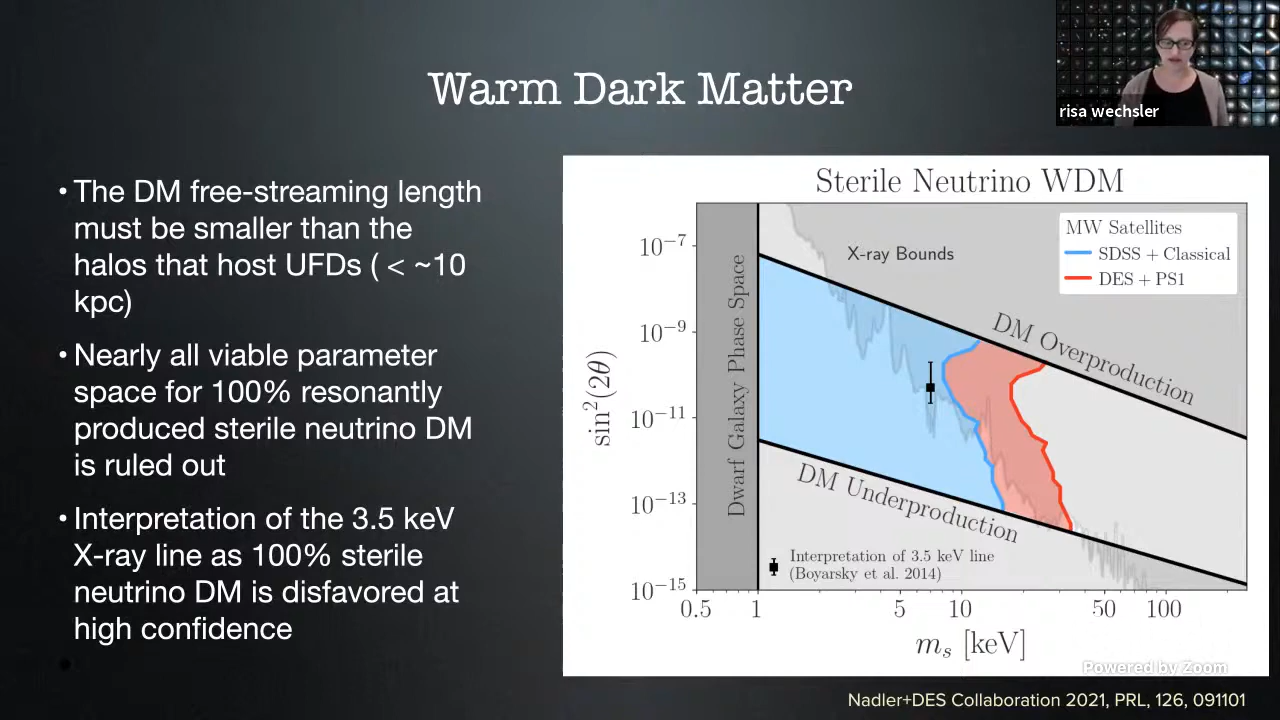 Warm Dark Matter
risa wechsler
• The DM free-streaming length
must be smaller than the
halos that host UFDs ( < ~10
kpc)
• Nearly all viable parameter
space for 100% resonantly
produced sterile neutrino DM
is ruled out
• Interpretation of the 3.5 keV
X-ray line as 100% sterile
neutrino DM is disfavored at
high confidence
Sterile Neutrino WDM
MW Satellites
SDSS + Classical
DES + PS1
X-ray Bounds
DM Overproduction
Dwarf Galaxy Phase Space
DM Underproduction
Interpretation of 3.5 keV line
(Boyarsky et al. 2014)
sin²(2θ)
10⁻⁷
10⁻⁹
10⁻¹¹
10⁻¹³
10⁻¹⁵
0.5 1 5 10 50 100
mₛ [keV]
Powered by Zoom
Nadler+DES Collaboration 2021, PRL, 126, 091101